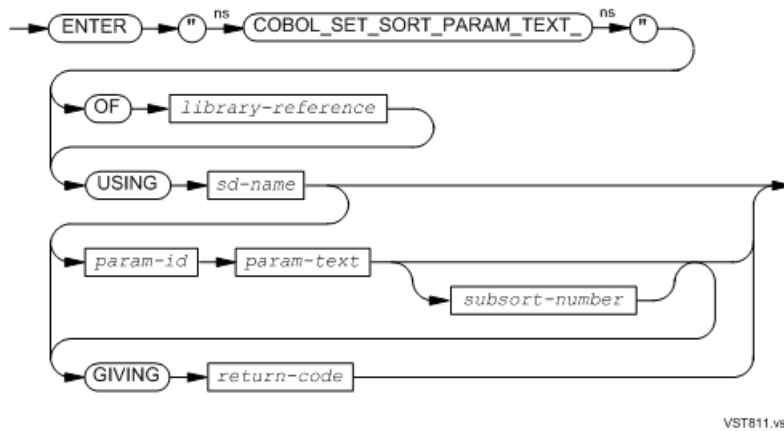 ENTER " ns COBOL_SET_SORT_PARAM_TEXT_ ns "
OF library-reference
USING sd-name
param-id param-text
subsort-number
GIVING return-code
VST811.vs